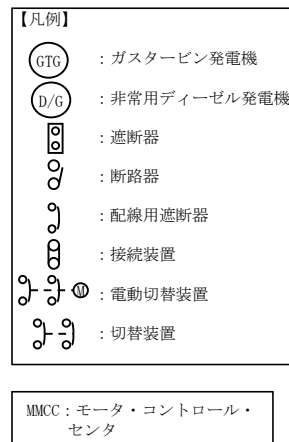 【凡例】
GTG :ガスタービン発電機
D/G :非常用ディーゼル発電機
:遮断器
:断路器
:配線用遮断器
:接続装置
M :電動切替装置
:切替装置
MMCC:モータ・コントロール・
センタ